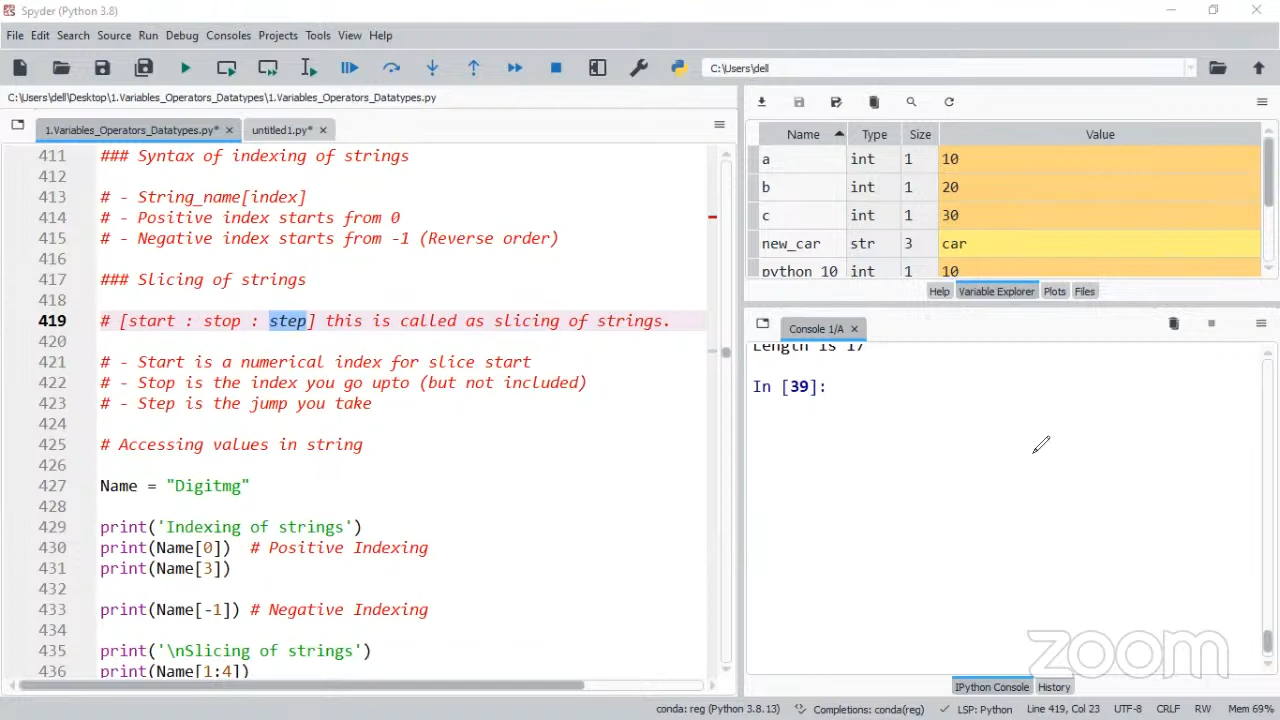 Spyder (Python 3.8)
File Edit Search Source Run Debug Consoles Projects Tools View Help
C:\Users\dell
C:\Users\dell\Desktop\1.Variables_Operators_Datatypes\1.Variables_Operators_Datatypes.py
1.Variables_Operators_Datatypes.py* untitled1.py*
411 ### Syntax of indexing of strings
412
413 # - String_name[index]
414 # - Positive index starts from 0
415 # - Negative index starts from -1 (Reverse order)
416
417 ### Slicing of strings
418
419 # [start : stop : step] this is called as slicing of strings.
420
421 # - Start is a numerical index for slice start
422 # - Stop is the index you go upto (but not included)
423 # - Step is the jump you take
424
425 # Accessing values in string
426
427 Name = "Digitmg"
428
429 print('Indexing of strings')
430 print(Name[0])  # Positive Indexing
431 print(Name[3])
432
433 print(Name[-1]) # Negative Indexing
434
435 print('\nSlicing of strings')
436 print(Name[1:4])
Name Type Size Value
a int 1 10
b int 1 20
c int 1 30
new_car str 3 car
python_10 int 1 10
Help Variable Explorer Plots Files
Console 1/A
Length is 17
In [39]:
zoom
IPython Console History
conda: reg (Python 3.8.13) Completions: conda(reg) LSP: Python Line 419, Col 23 UTF-8 CRLF RW Mem 69%